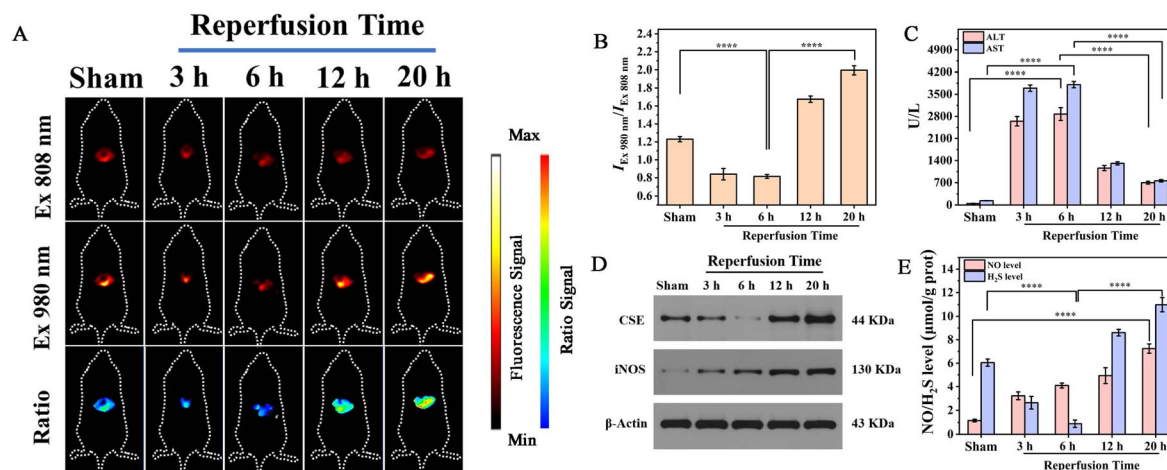 A
Reperfusion Time
Sham 3 h 6 h 12 h 20 h
Ex 808 nm
Ex 980 nm
Ratio
Max
Fluorescence Signal
Ratio Signal
Min
B
I Ex 980 nm/I Ex 808 nm
2.4
2.2
2.0
1.8
1.6
1.4
1.2
1.0
0.8
0.6
**** ****
Sham 3 h 6 h 12 h 20 h
Reperfusion Time
C
ALT
AST
U/L
4900
4200
3500
2800
2100
1400
700
0
****
****
****
****
Sham 3 h 6 h 12 h 20 h
Reperfusion Time
D
Reperfusion Time
Sham 3 h 6 h 12 h 20 h
CSE 44 KDa
iNOS 130 KDa
β-Actin 43 KDa
E
NO level
H₂S level
NO/H₂S level (μmol/g prot)
14
12
10
8
6
4
2
0
**** ****
****
Sham 3 h 6 h 12 h 20 h
Reperfusion Time